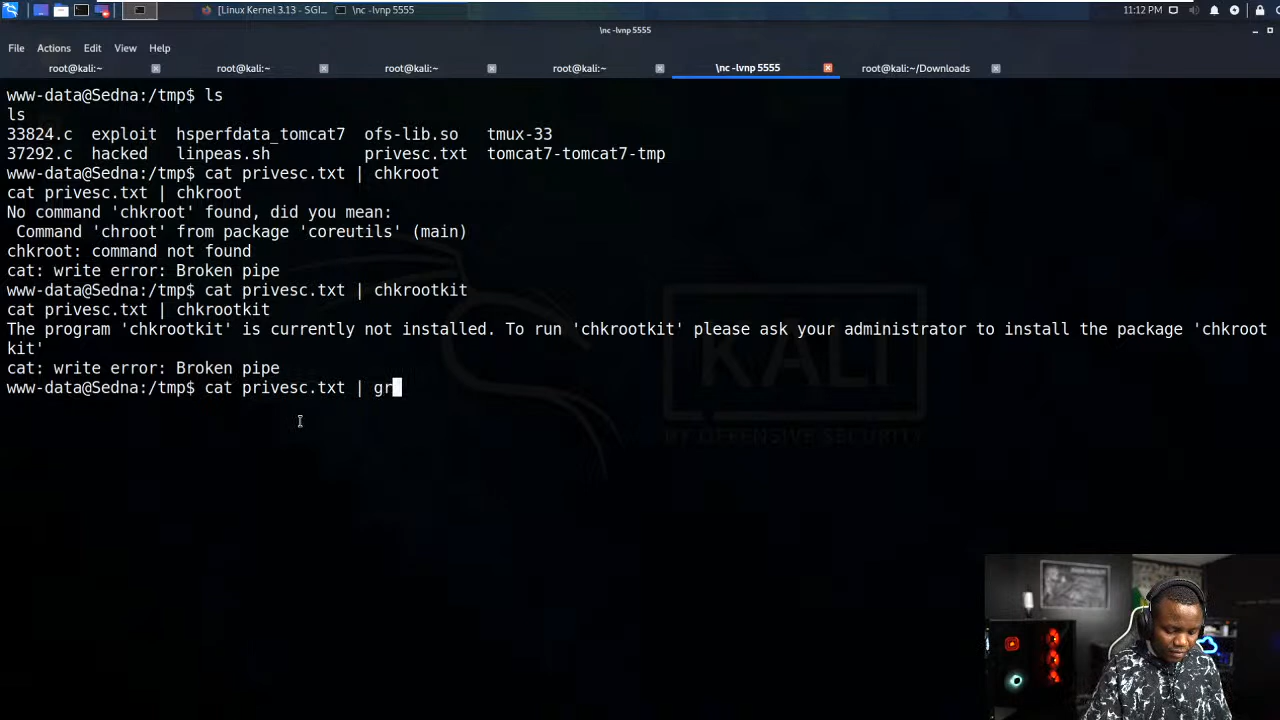 [Linux Kernel 3.13 - SGI... \nc -lvnp 5555 11:12 PM
\nc -lvnp 5555
File Actions Edit View Help
root@kali:~ root@kali:~ root@kali:~ root@kali:~ \nc -lvnp 5555 root@kali:~/Downloads
www-data@Sedna:/tmp$ ls
ls
33824.c exploit hsperfdata_tomcat7 ofs-lib.so tmux-33
37292.c hacked linpeas.sh privesc.txt tomcat7-tomcat7-tmp
www-data@Sedna:/tmp$ cat privesc.txt | chkroot
cat privesc.txt | chkroot
No command 'chkroot' found, did you mean:
Command 'chroot' from package 'coreutils' (main)
chkroot: command not found
cat: write error: Broken pipe
www-data@Sedna:/tmp$ cat privesc.txt | chkrootkit
cat privesc.txt | chkrootkit
The program 'chkrootkit' is currently not installed. To run 'chkrootkit' please ask your administrator to install the package 'chkroot
kit'
cat: write error: Broken pipe
www-data@Sedna:/tmp$ cat privesc.txt | gr
KALI
BY OFFENSIVE SECURITY